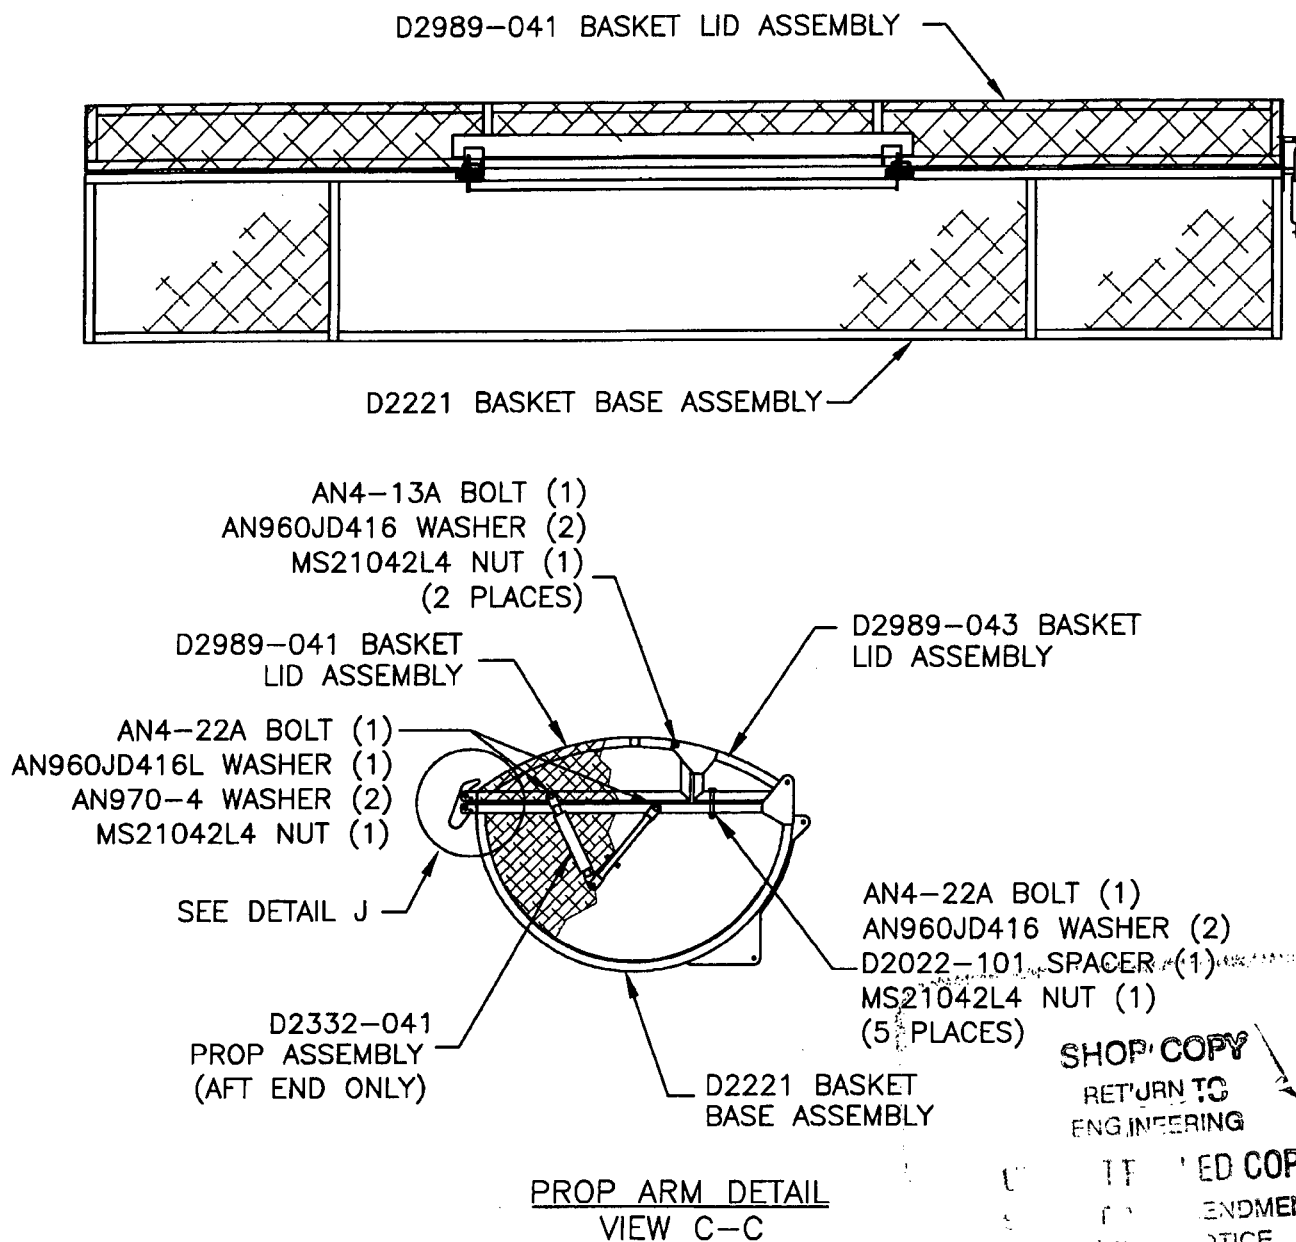 D2989-041 BASKET LID ASSEMBLY
D2221 BASKET BASE ASSEMBLY
AN4-13A BOLT (1)
AN960JD416 WASHER (2)
MS21042L4 NUT (1)
(2 PLACES)
D2989-041 BASKET
LID ASSEMBLY
D2989-043 BASKET
LID ASSEMBLY
AN4-22A BOLT (1)
AN960JD416L WASHER (1)
AN970-4 WASHER (2)
MS21042L4 NUT (1)
SEE DETAIL J
AN4-22A BOLT (1)
AN960JD416 WASHER (2)
D2022-101 SPACER (1)
MS21042L4 NUT (1)
(5 PLACES)
D2332-041
PROP ASSEMBLY
(AFT END ONLY)
D2221 BASKET
BASE ASSEMBLY
SHOP COPY
RETURN TO
ENGINEERING
PROP ARM DETAIL
VIEW C-C